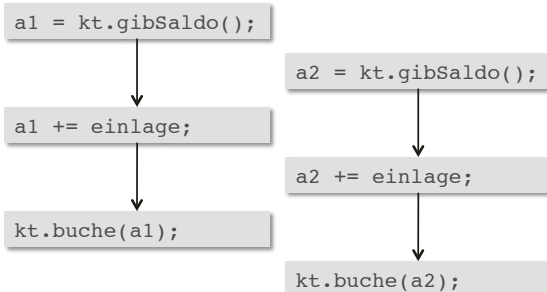 a1 = kt.gibSaldo();
a1 += einlage;
kt.buche(a1);
a2 = kt.gibSaldo();
a2 += einlage;
kt.buche(a2);